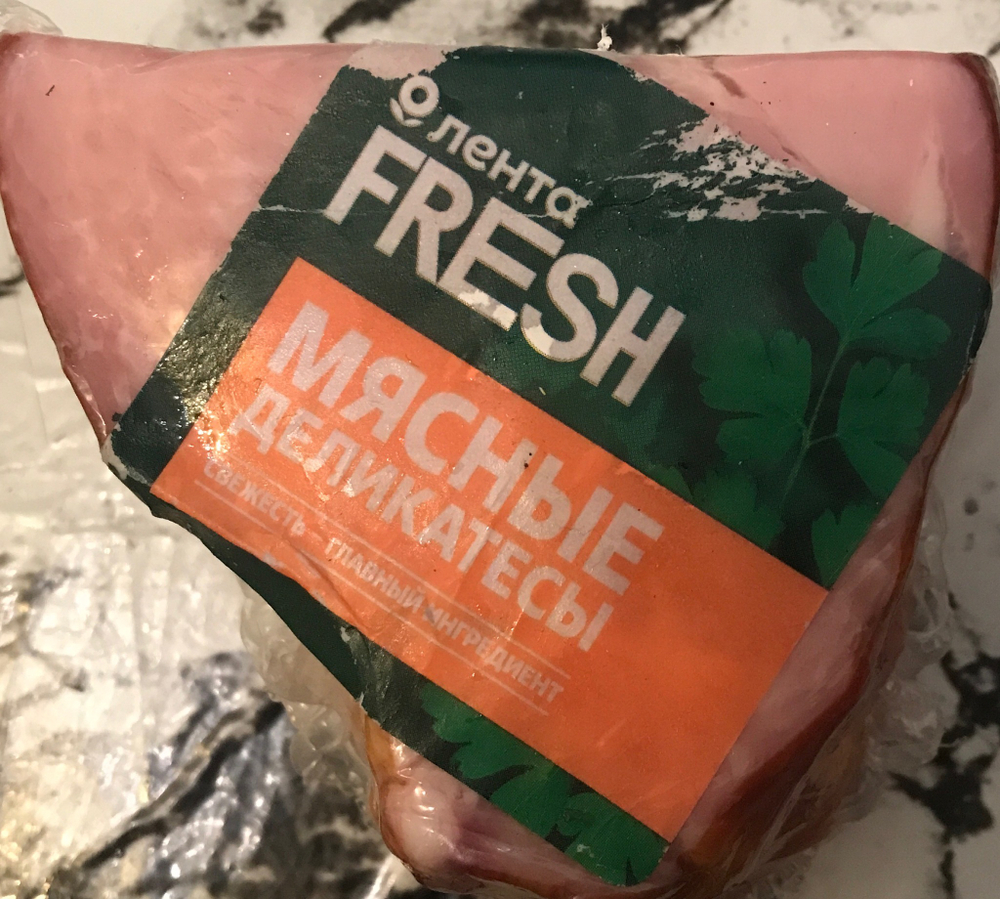 лента
FRESH
МЯСНЫЕ
ДЕЛИКАТЕСЫ
СВЕЖЕСТЬ – ГЛАВНЫЙ ИНГРЕДИЕНТ